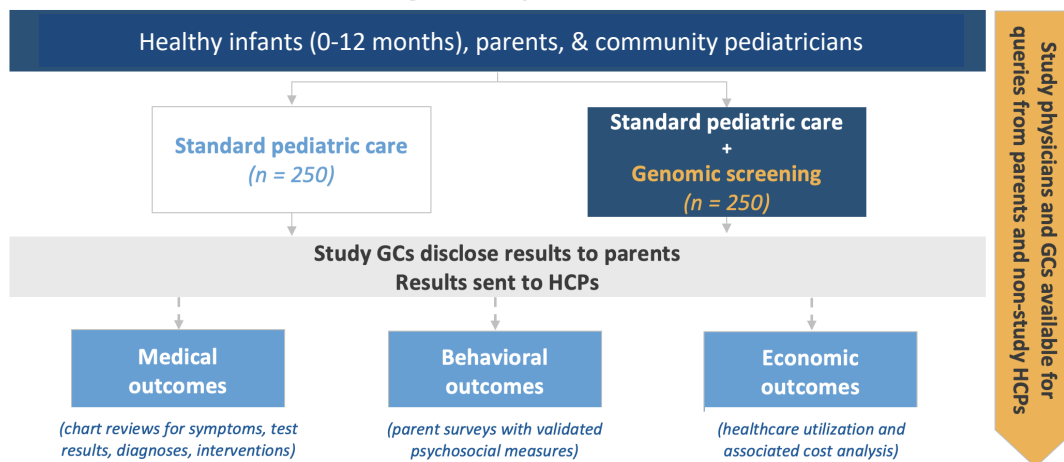 Healthy infants (0-12 months), parents, & community pediatricians
Standard pediatric care
(n = 250)
Standard pediatric care
+
Genomic screening
(n = 250)
Study GCs disclose results to parents
Results sent to HCPs
Medical
outcomes
(chart reviews for symptoms, test
results, diagnoses, interventions)
Behavioral
outcomes
(parent surveys with validated
psychosocial measures)
Economic
outcomes
(healthcare utilization and
associated cost analysis)
Study physicians and GCs available for
queries from parents and non-study HCPs